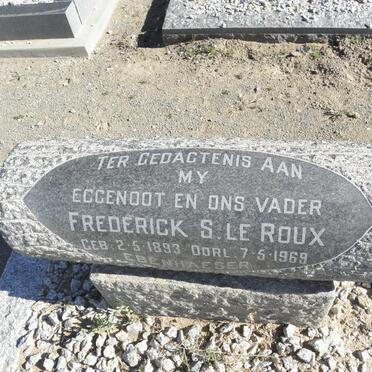 TER GEDAGTENIS AAN
MY
EGGENOOT EN ONS VADER
FREDERICK S. LE ROUX
GEB. 2-5-1893 OORL. 7-5-1969
EBENHAESER